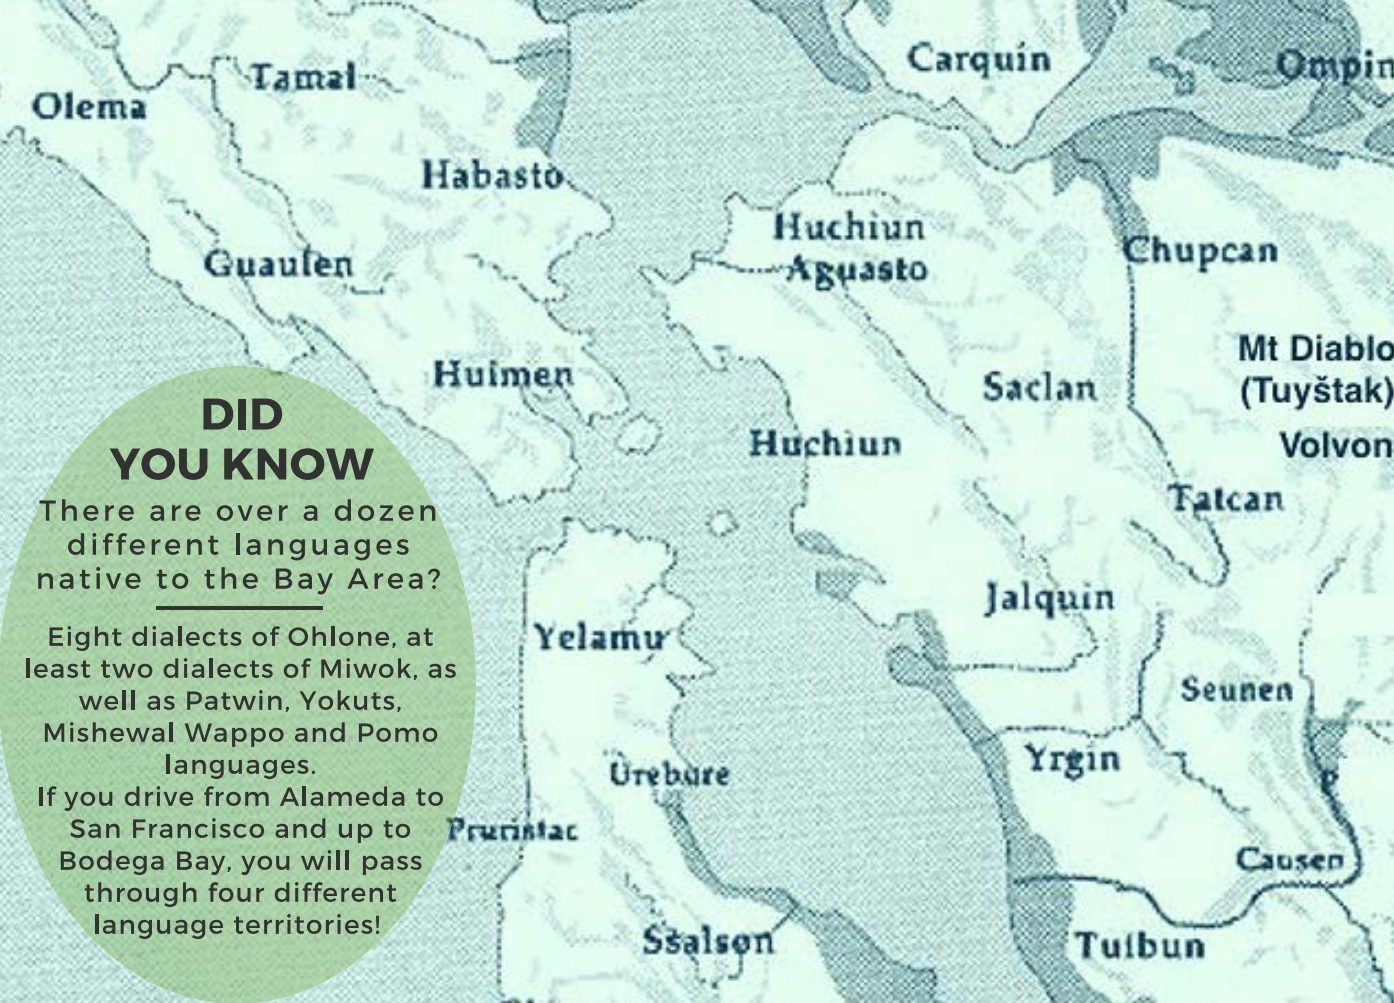 Carquin
Ompin
Tamal
Olema
Habasto
Huchiun
Aguasto
Guaulen
Chupcan
Mt Diablo
(Tuyštak)
Volvon
Huimen
Saclan
Huchiun
Tatcan
Jalquin
Yelamu
Seunen
Yrgin
Urebure
Pruristac
Causen
Ssalson
Tuibun
DID
YOU KNOW
There are over a dozen
different languages
native to the Bay Area?
Eight dialects of Ohlone, at
least two dialects of Miwok, as
well as Patwin, Yokuts,
Mishewal Wappo and Pomo
languages.
If you drive from Alameda to
San Francisco and up to
Bodega Bay, you will pass
through four different
language territories!